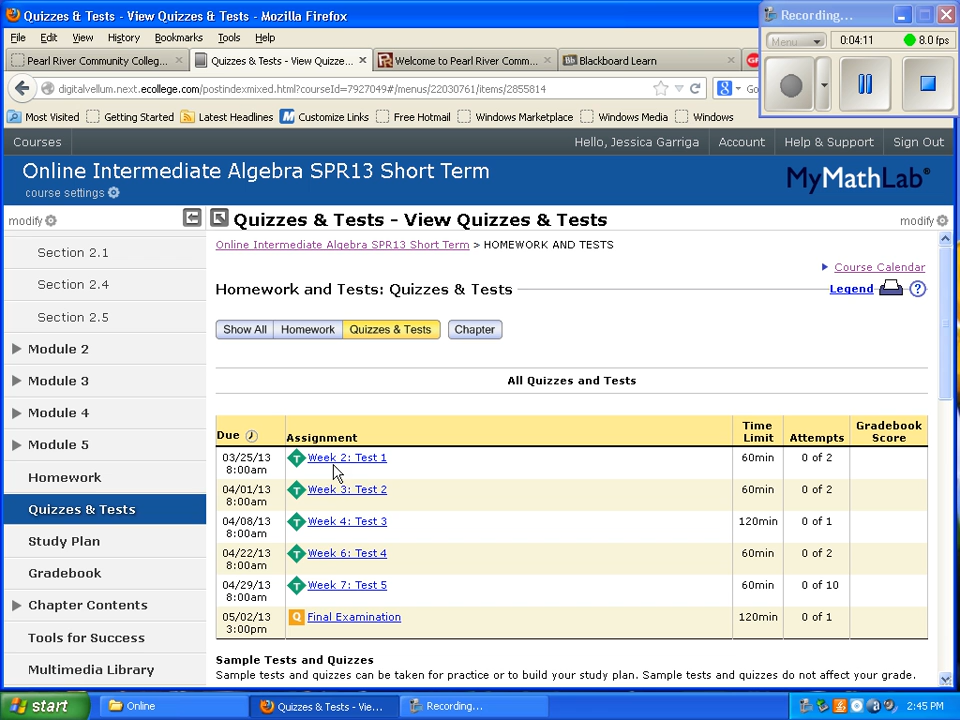 Quizzes & Tests - View Quizzes & Tests - Mozilla Firefox
File Edit View History Bookmarks Tools Help
Pearl River Community Colleg...
Quizzes & Tests - View Quizze...
Welcome to Pearl River Comm...
Blackboard Learn
digitalvellum.next.ecollege.com/postindexmixed.html?courseId=7927049#/menus/22030761/items/2855814
Most Visited Getting Started Latest Headlines Customize Links Free Hotmail Windows Marketplace Windows Media Windows
Recording...
Menu
0:04:11
8.0 fps
Courses
Hello, Jessica Garriga Account Help & Support Sign Out
Online Intermediate Algebra SPR13 Short Term
course settings
MyMathLab®
modify
Section 2.1
Section 2.4
Section 2.5
Module 2
Module 3
Module 4
Module 5
Homework
Quizzes & Tests
Study Plan
Gradebook
Chapter Contents
Tools for Success
Multimedia Library
Quizzes & Tests - View Quizzes & Tests
modify
Online Intermediate Algebra SPR13 Short Term > HOMEWORK AND TESTS
Course Calendar
Homework and Tests: Quizzes & Tests
Legend ?
Show All Homework Quizzes & Tests Chapter
All Quizzes and Tests
Due Assignment Time Limit Attempts Gradebook Score
03/25/13 8:00am T Week 2: Test 1 60min 0 of 2
04/01/13 8:00am T Week 3: Test 2 60min 0 of 2
04/08/13 8:00am T Week 4: Test 3 120min 0 of 1
04/22/13 8:00am T Week 6: Test 4 60min 0 of 2
04/29/13 8:00am T Week 7: Test 5 60min 0 of 10
05/02/13 3:00pm Q Final Examination 120min 0 of 1
Sample Tests and Quizzes
Sample tests and quizzes can be taken for practice or to build your study plan. Sample tests and quizzes do not affect your grade.
start
Online
Quizzes & Tests - Vie...
Recording...
2:45 PM